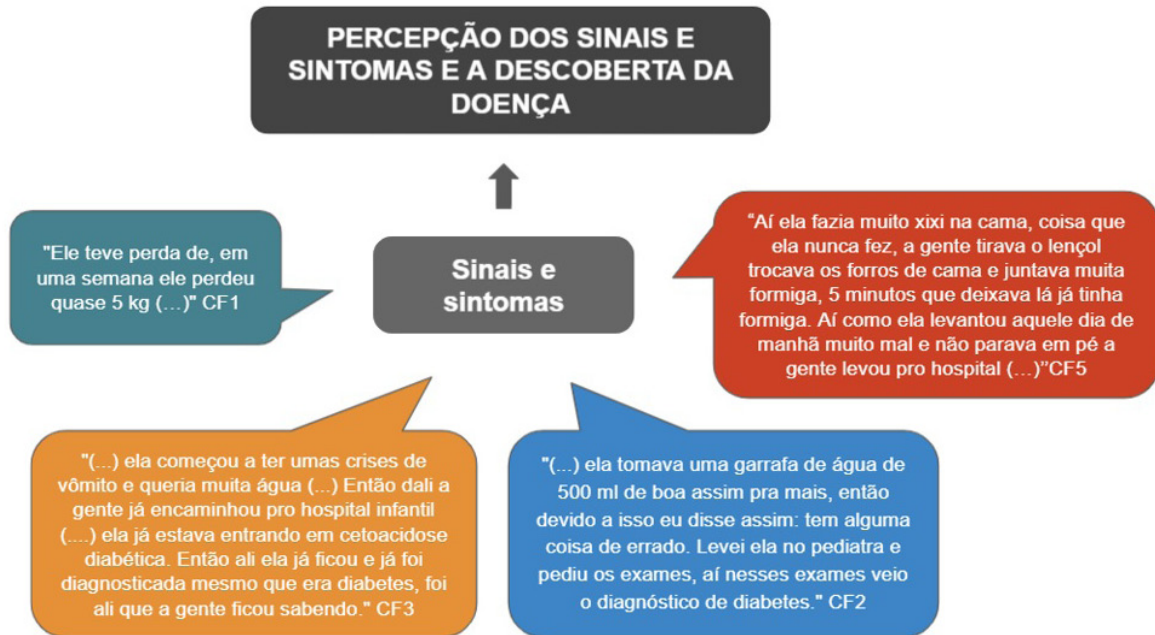 PERCEPÇÃO DOS SINAIS E
SINTOMAS E A DESCOBERTA DA
DOENÇA
"Ele teve perda de, em
uma semana ele perdeu
quase 5 kg (...)" CF1
Sinais e
sintomas
“Aí ela fazia muito xixi na cama, coisa que
ela nunca fez, a gente tirava o lençol
trocava os forros de cama e juntava muita
formiga, 5 minutos que deixava lá já tinha
formiga. Aí como ela levantou aquele dia de
manhã muito mal e não parava em pé a
gente levou pro hospital (...)”CF5
"(...) ela começou a ter umas crises de
vômito e queria muita água (...) Então dali a
gente já encaminhou pro hospital infantil
(....) ela já estava entrando em cetoacidose
diabética. Então ali ela já ficou e já foi
diagnosticada mesmo que era diabetes, foi
ali que a gente ficou sabendo." CF3
"(...) ela tomava uma garrafa de água de
500 ml de boa assim pra mais, então
devido a isso eu disse assim: tem alguma
coisa de errado. Levei ela no pediatra e
pediu os exames, aí nesses exames veio
o diagnóstico de diabetes." CF2